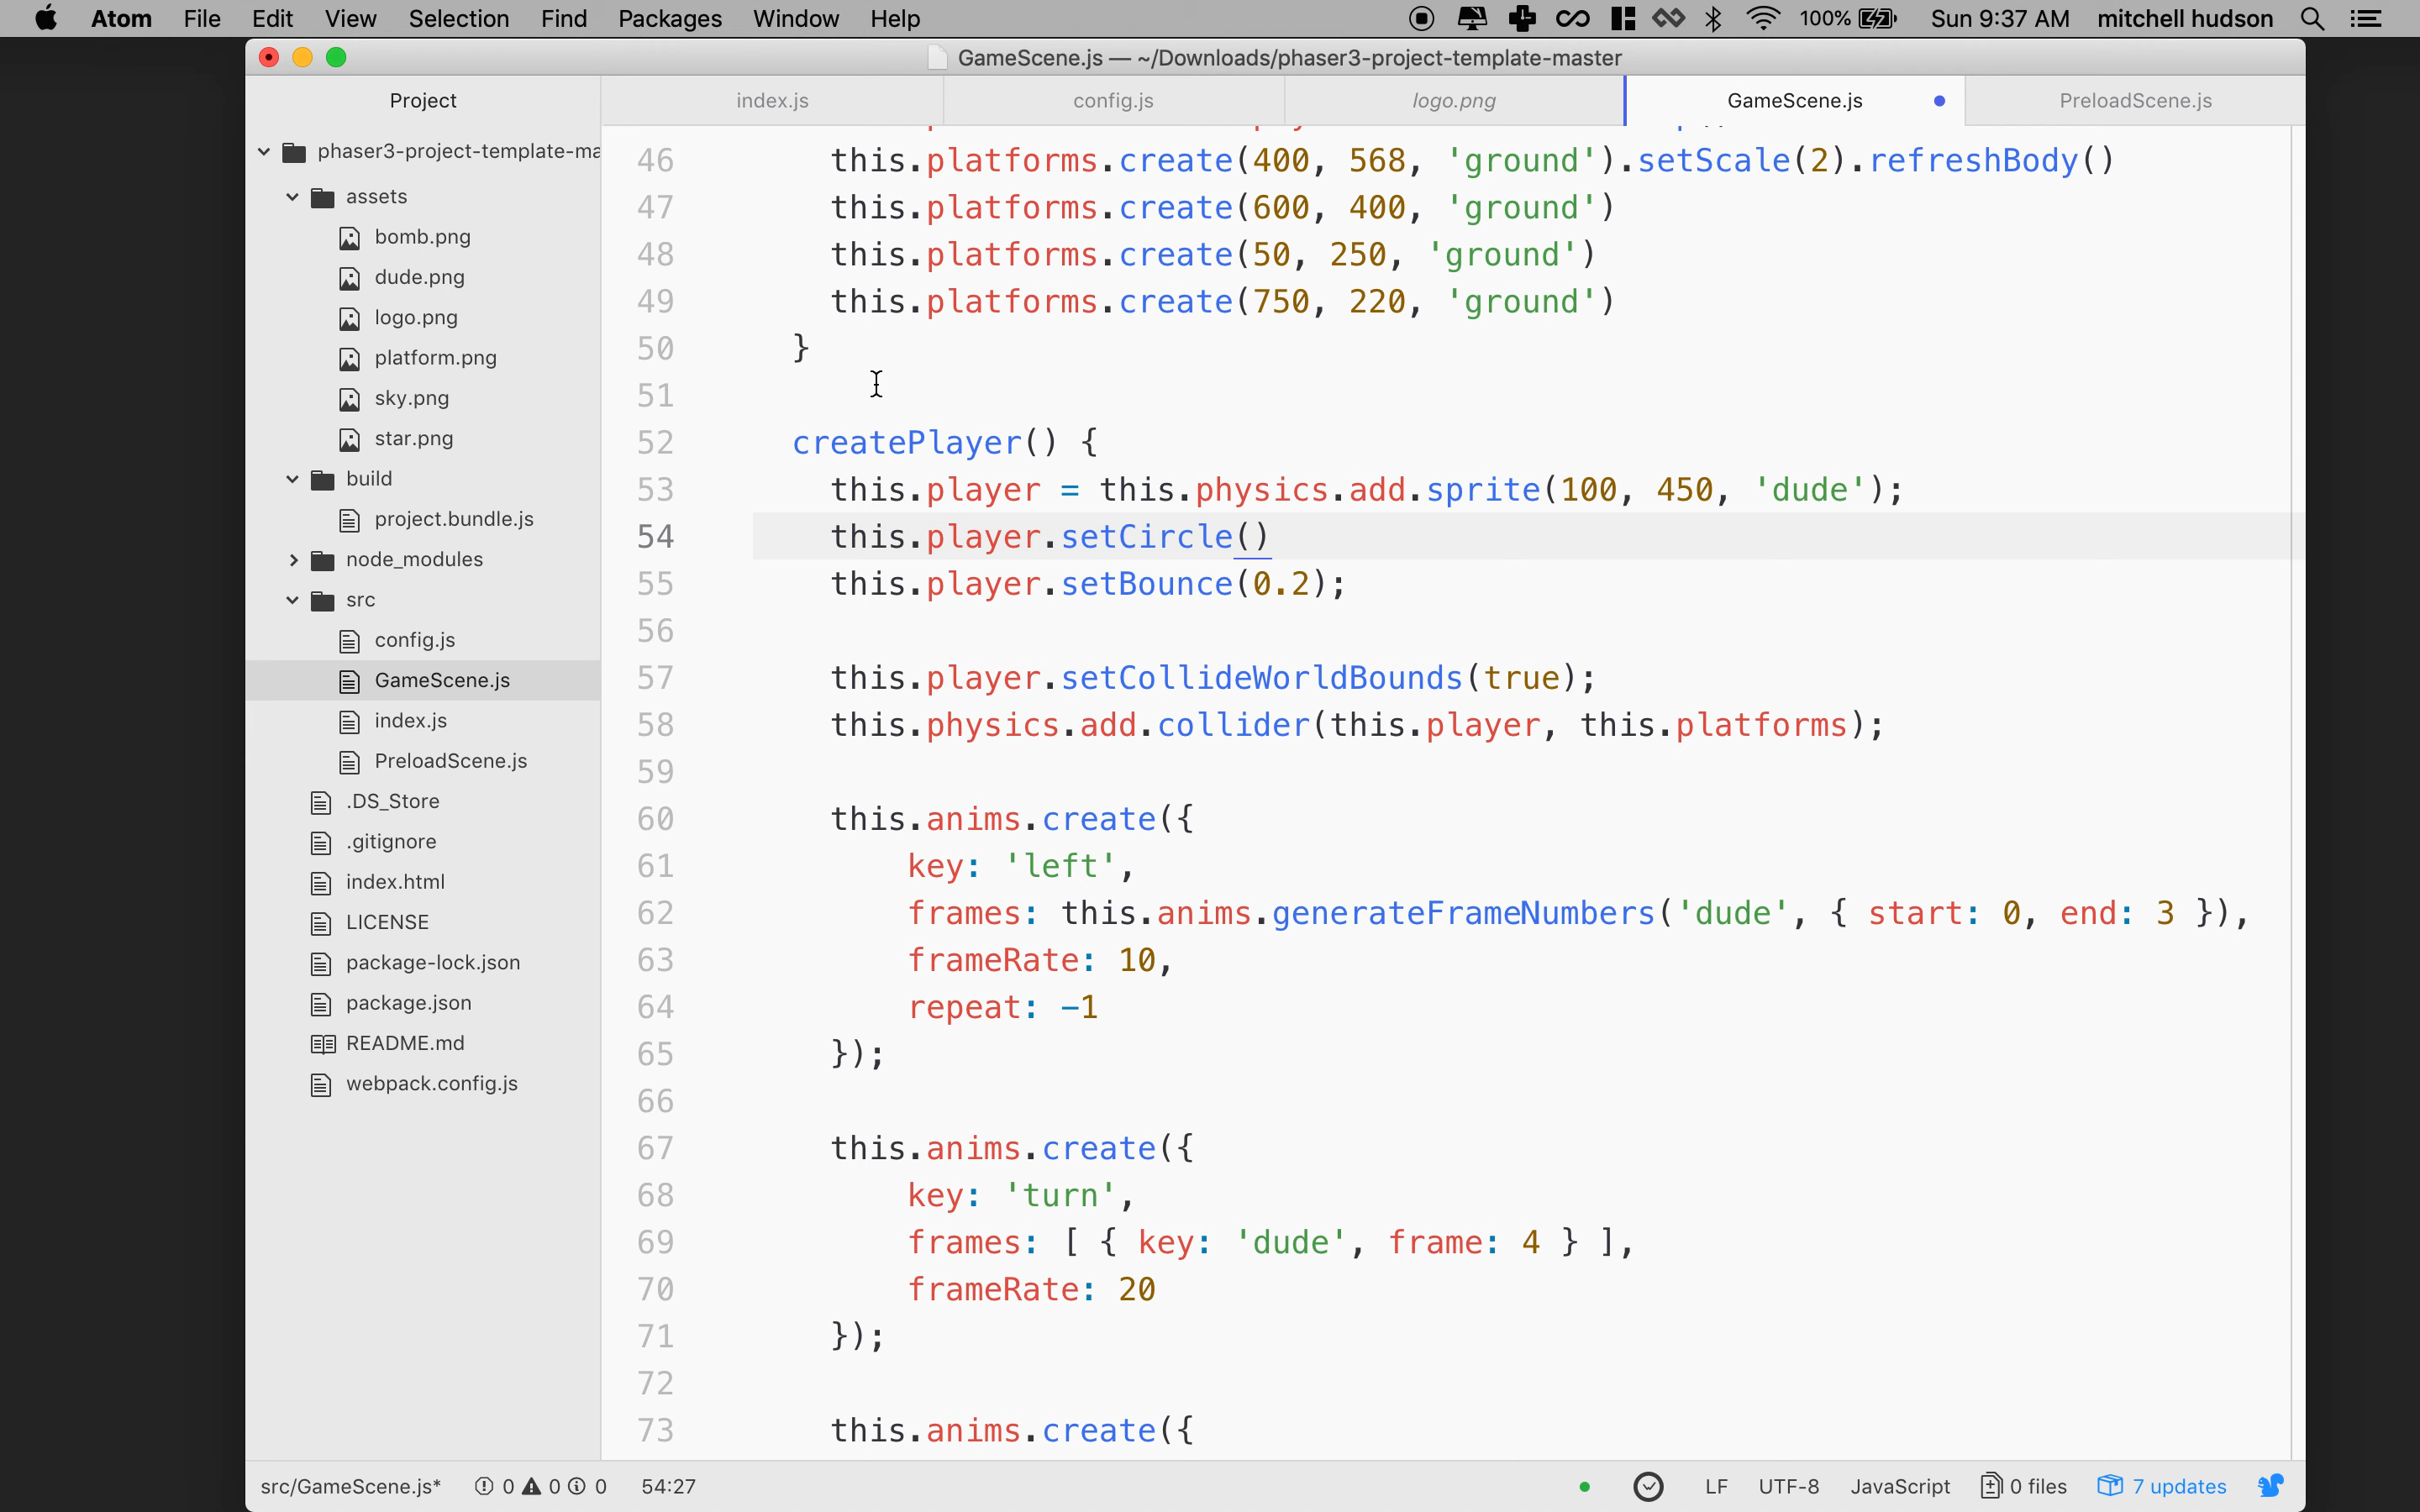 Atom File Edit View Selection Find Packages Window Help 100% Sun 9:37 AM mitchell hudson
GameScene.js — ~/Downloads/phaser3-project-template-master
Project
index.js
config.js
logo.png
GameScene.js
PreloadScene.js
phaser3-project-template-ma
assets
bomb.png
dude.png
logo.png
platform.png
sky.png
star.png
build
project.bundle.js
node_modules
src
config.js
GameScene.js
index.js
PreloadScene.js
.DS_Store
.gitignore
index.html
LICENSE
package-lock.json
package.json
README.md
webpack.config.js
46 this.platforms.create(400, 568, 'ground').setScale(2).refreshBody()
47 this.platforms.create(600, 400, 'ground')
48 this.platforms.create(50, 250, 'ground')
49 this.platforms.create(750, 220, 'ground')
50 }
51
52 createPlayer() {
53 this.player = this.physics.add.sprite(100, 450, 'dude');
54 this.player.setCircle()
55 this.player.setBounce(0.2);
56
57 this.player.setCollideWorldBounds(true);
58 this.physics.add.collider(this.player, this.platforms);
59
60 this.anims.create({
61 key: 'left',
62 frames: this.anims.generateFrameNumbers('dude', { start: 0, end: 3 }),
63 frameRate: 10,
64 repeat: -1
65 });
66
67 this.anims.create({
68 key: 'turn',
69 frames: [ { key: 'dude', frame: 4 } ],
70 frameRate: 20
71 });
72
73 this.anims.create({
src/GameScene.js* 0 0 0 54:27 LF UTF-8 JavaScript 0 files 7 updates